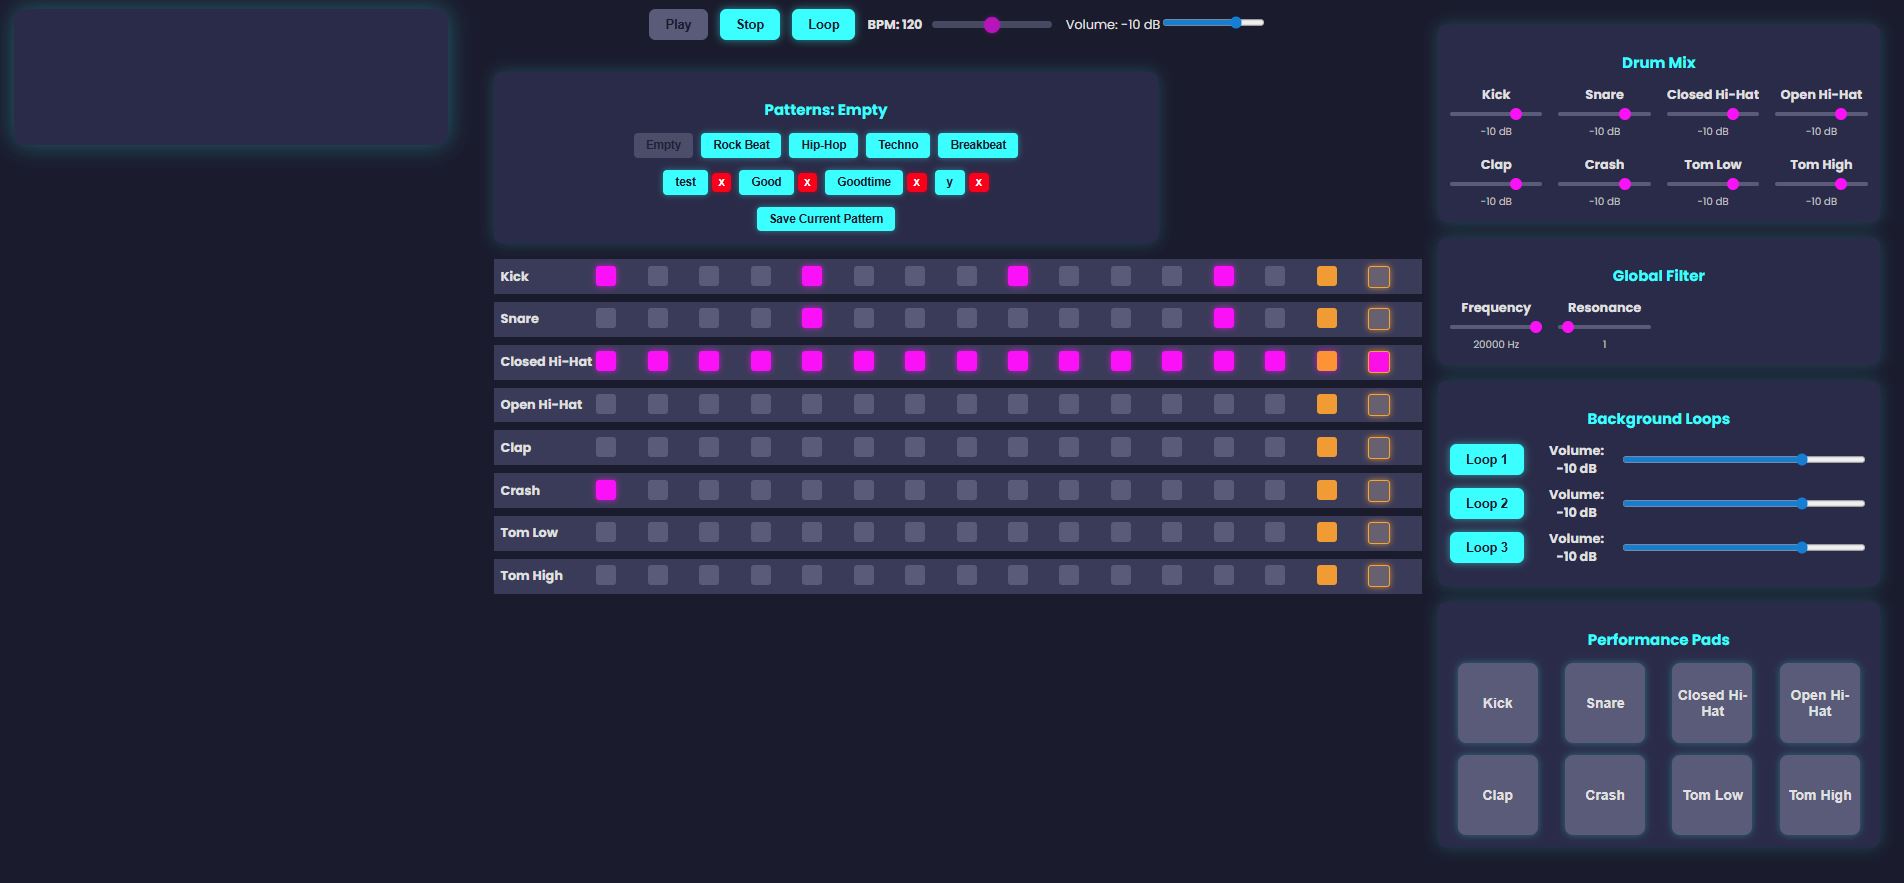 Play Stop Loop BPM: 120 Volume: -10 dB
Patterns: Empty
Empty Rock Beat Hip-Hop Techno Breakbeat
test x Good x Goodtime x y x
Save Current Pattern
Kick
Snare
Closed Hi-Hat
Open Hi-Hat
Clap
Crash
Tom Low
Tom High
Drum Mix
Kick Snare Closed Hi-Hat Open Hi-Hat
-10 dB -10 dB -10 dB -10 dB
Clap Crash Tom Low Tom High
-10 dB -10 dB -10 dB -10 dB
Global Filter
Frequency Resonance
20000 Hz 1
Background Loops
Loop 1 Volume:
-10 dB
Loop 2 Volume:
-10 dB
Loop 3 Volume:
-10 dB
Performance Pads
Kick Snare Closed Hi-
Hat Open Hi-
Hat
Clap Crash Tom Low Tom High